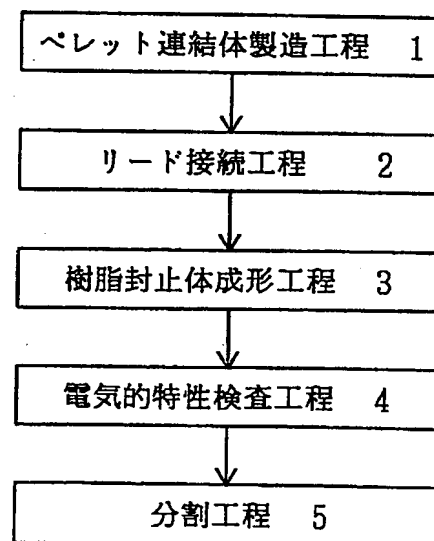 ペレット連結体製造工程 1
リード接続工程 2
樹脂封止体成形工程 3
電気的特性検査工程 4
分割工程 5